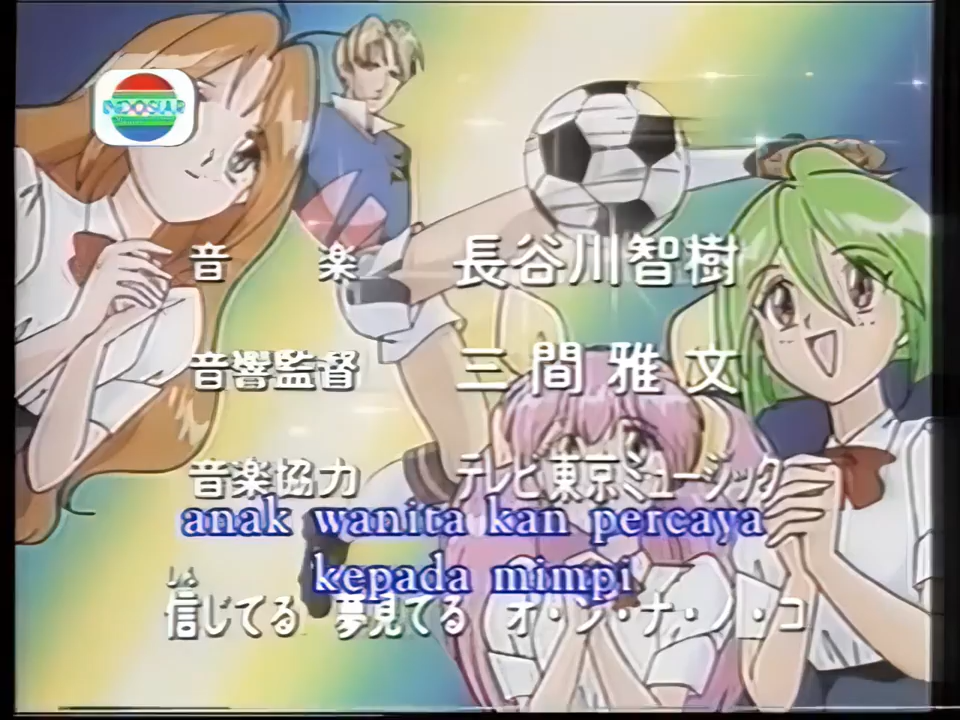 INDOSIAR
音楽 長谷川智樹
音響監督 三間雅文
音楽協力 テレビ東京ミュージック
anak wanita kan percaya
kepada mimpi
しん
信じてる 夢見てる オ・ン・ナ・ノ・コ